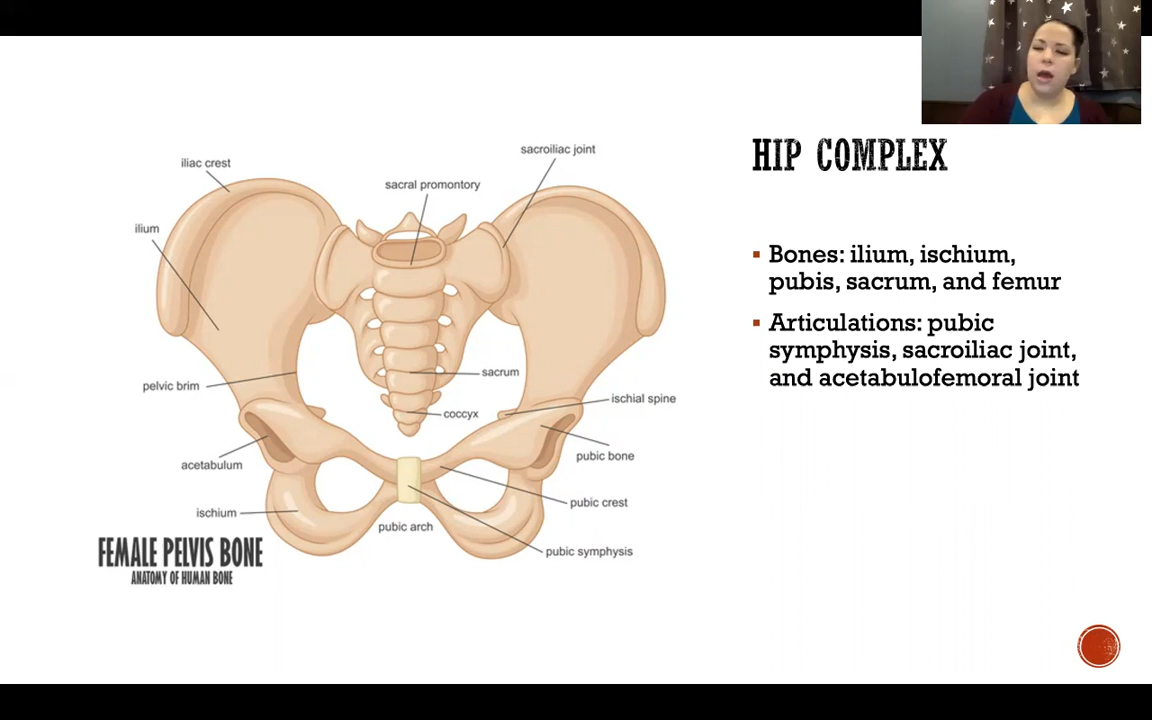 HIP COMPLEX
Bones: ilium, ischium,
pubis, sacrum, and femur
Articulations: pubic
symphysis, sacroiliac joint,
and acetabulofemoral joint
iliac crest
sacroiliac joint
sacral promontory
ilium
pelvic brim
sacrum
coccyx
ischial spine
acetabulum
pubic bone
ischium
pubic crest
pubic arch
pubic symphysis
FEMALE PELVIS BONE
ANATOMY OF HUMAN BONE